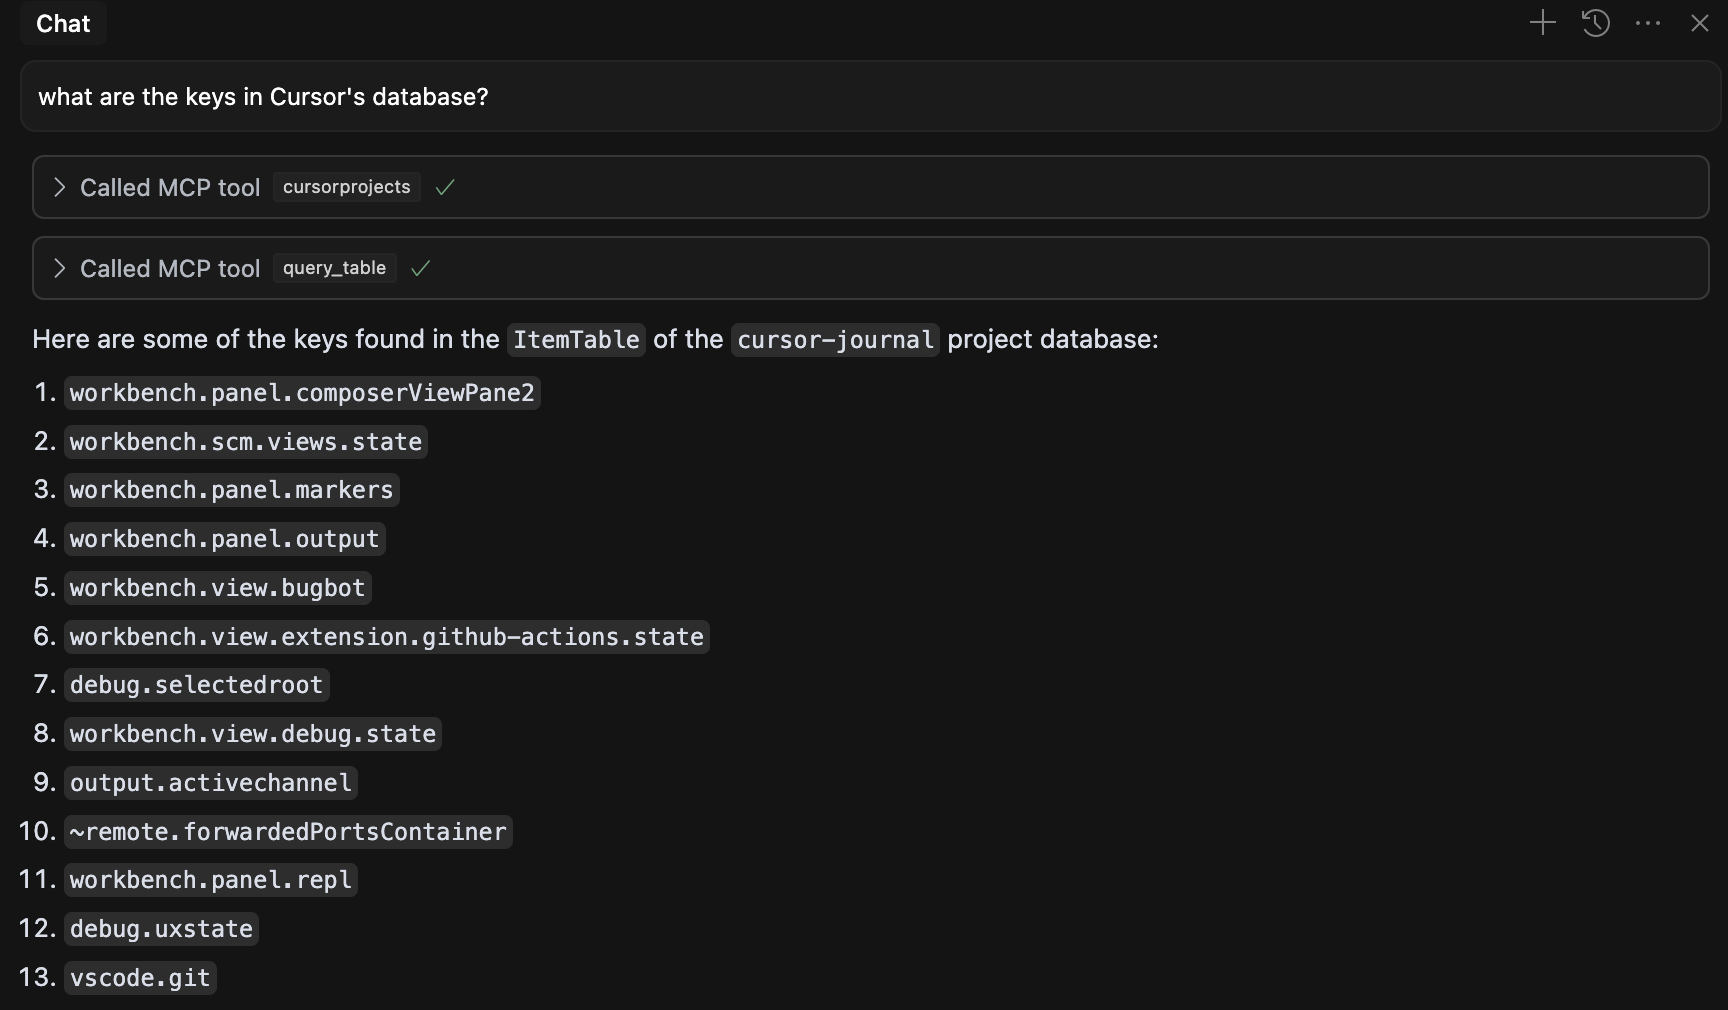 Chat
what are the keys in Cursor's database?
Called MCP tool cursorprojects
Called MCP tool query_table
Here are some of the keys found in the ItemTable of the cursor-journal project database:
1. workbench.panel.composerViewPane2
2. workbench.scm.views.state
3. workbench.panel.markers
4. workbench.panel.output
5. workbench.view.bugbot
6. workbench.view.extension.github-actions.state
7. debug.selectedroot
8. workbench.view.debug.state
9. output.activechannel
10. ~remote.forwardedPortsContainer
11. workbench.panel.repl
12. debug.uxstate
13. vscode.git